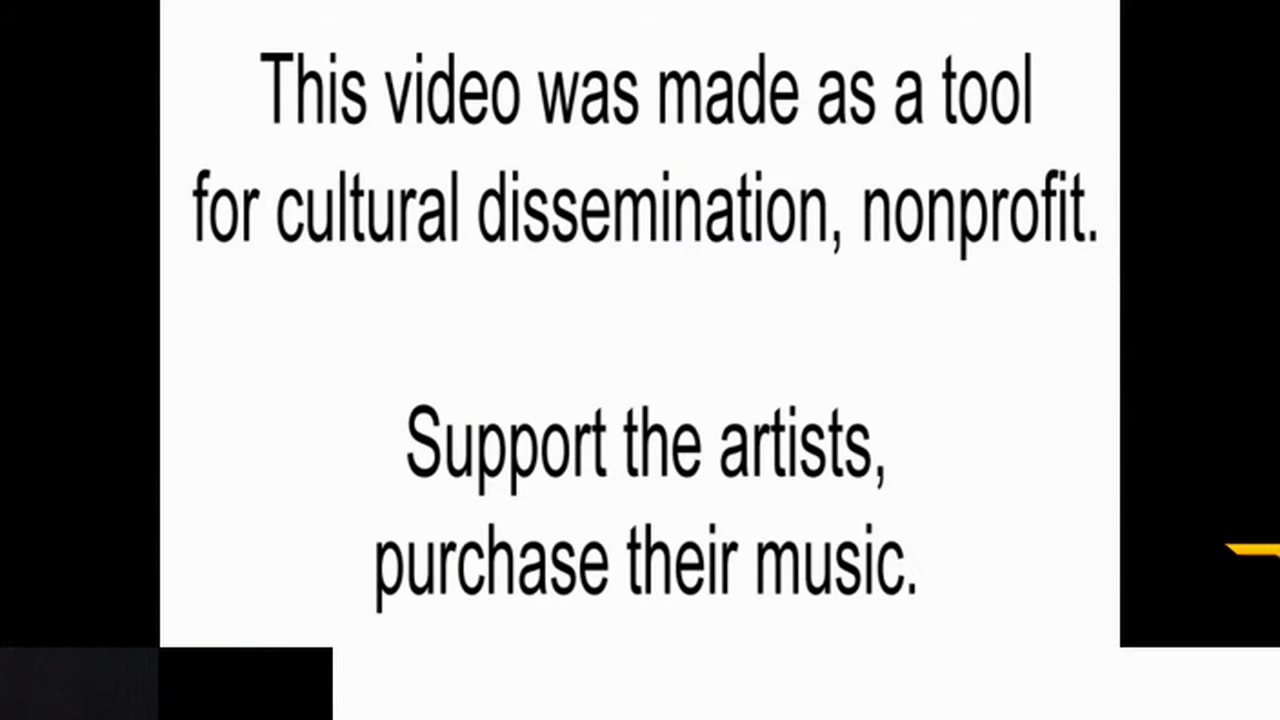 This video was made as a tool
for cultural dissemination, nonprofit.
Support the artists,
purchase their music.